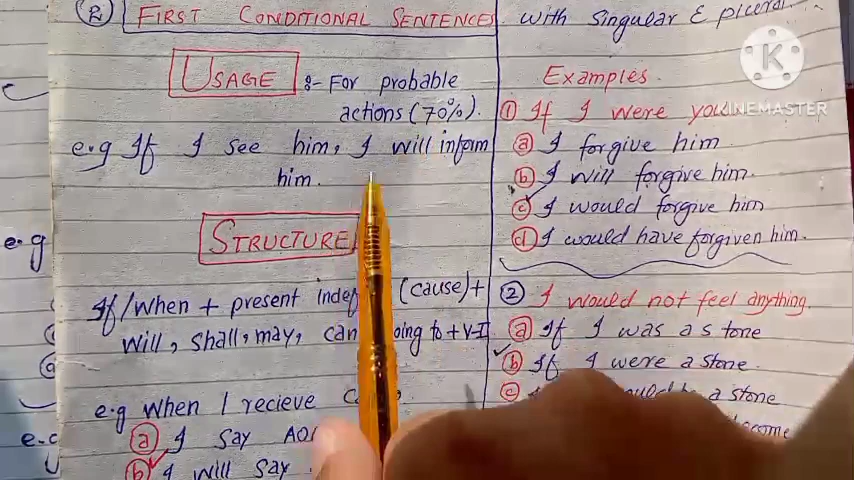 ② FIRST CONDITIONAL SENTENCES
USAGE :- For probable
actions (70%).
e.g If I see him, I will inform
him.
STRUCTURE
If/when + present indef (cause) +
will, shall, may, can going to + V-I
e.g When I recieve
ⓐ I say
ⓑ I will say
e.g
e.g
with singular & plural
Examples
① If I were you
ⓐ I forgive him
ⓑ I will forgive him.
ⓒ I would forgive him
ⓓ I would have forgiven him.
② I would not feel anything.
ⓐ If I was a stone
ⓑ If I were a stone.
ⓒ a stone
KINEMASTER